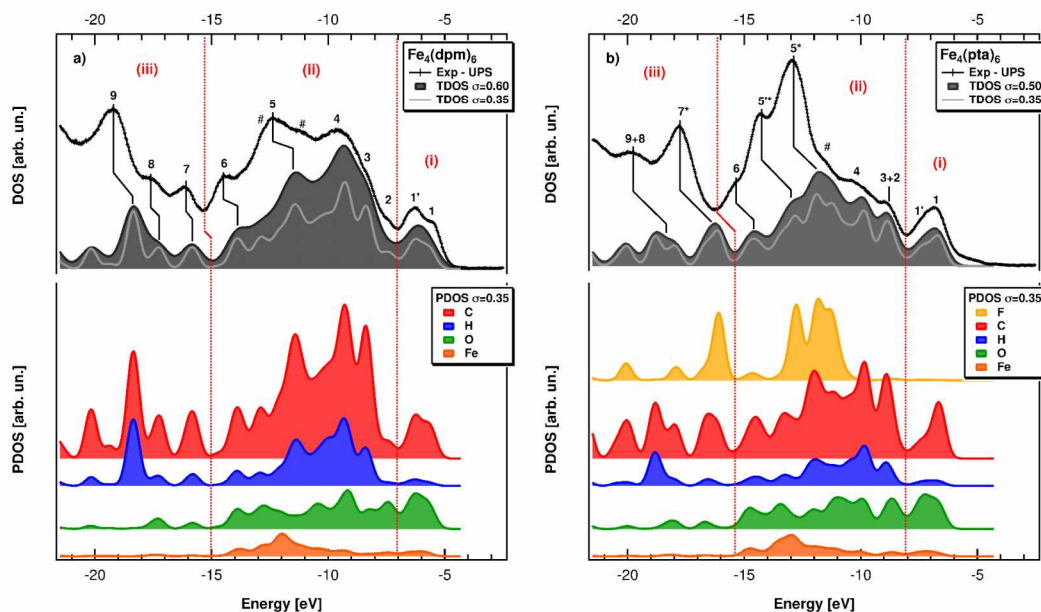 -20 -15 -10 -5
a)
(iii)
(ii)
(i)
Fe4(dpm)6
Exp - UPS
TDOS σ=0.60
TDOS σ=0.35
9
8
7
6
#
5
#
4
3
2
1'
1
DOS [arb. un.]
PDOS σ=0.35
C
H
O
Fe
PDOS [arb. un.]
-20 -15 -10 -5
Energy [eV]
-20 -15 -10 -5
b)
(iii)
(ii)
(i)
Fe4(pta)6
Exp - UPS
TDOS σ=0.50
TDOS σ=0.35
9+8
7*
6
5'*
5*
#
4
3+2
1'
1
DOS [arb. un.]
PDOS σ=0.35
F
C
H
O
Fe
PDOS [arb. un.]
-20 -15 -10 -5
Energy [eV]